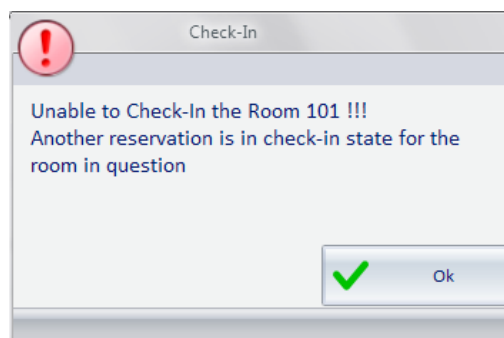 Check-In
Unable to Check-In the Room 101 !!!
Another reservation is in check-in state for the
room in question
Ok